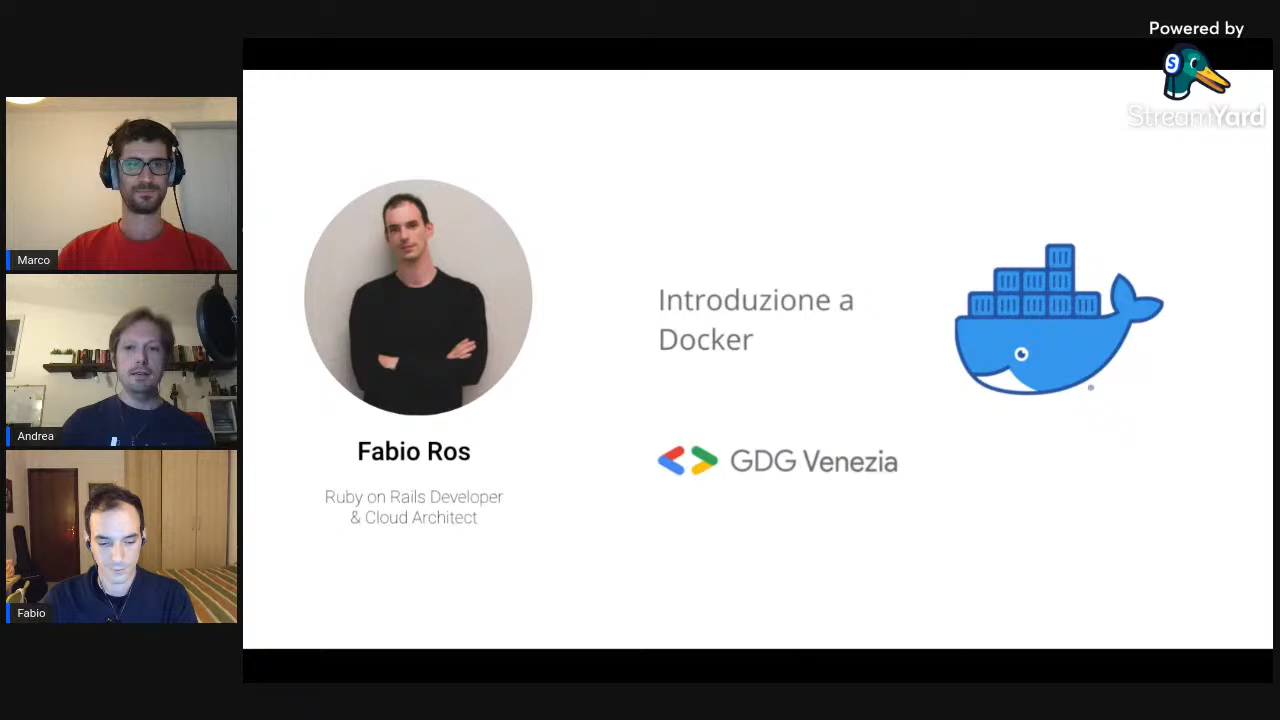 Powered by
S
StreamYard
Marco
Andrea
Fabio
Fabio Ros
Ruby on Rails Developer
& Cloud Architect
Introduzione a
Docker
GDG Venezia